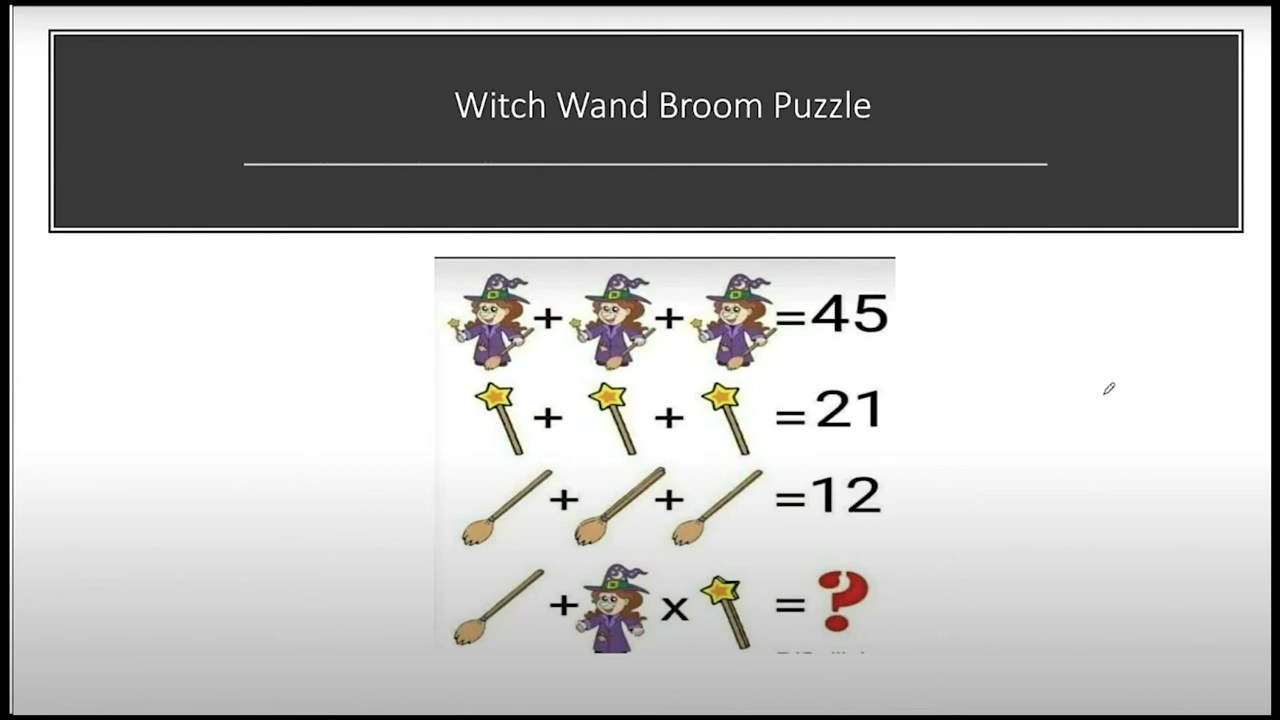 Witch Wand Broom Puzzle
+ + =45
+ + =21
+ + =12
+ x = ?